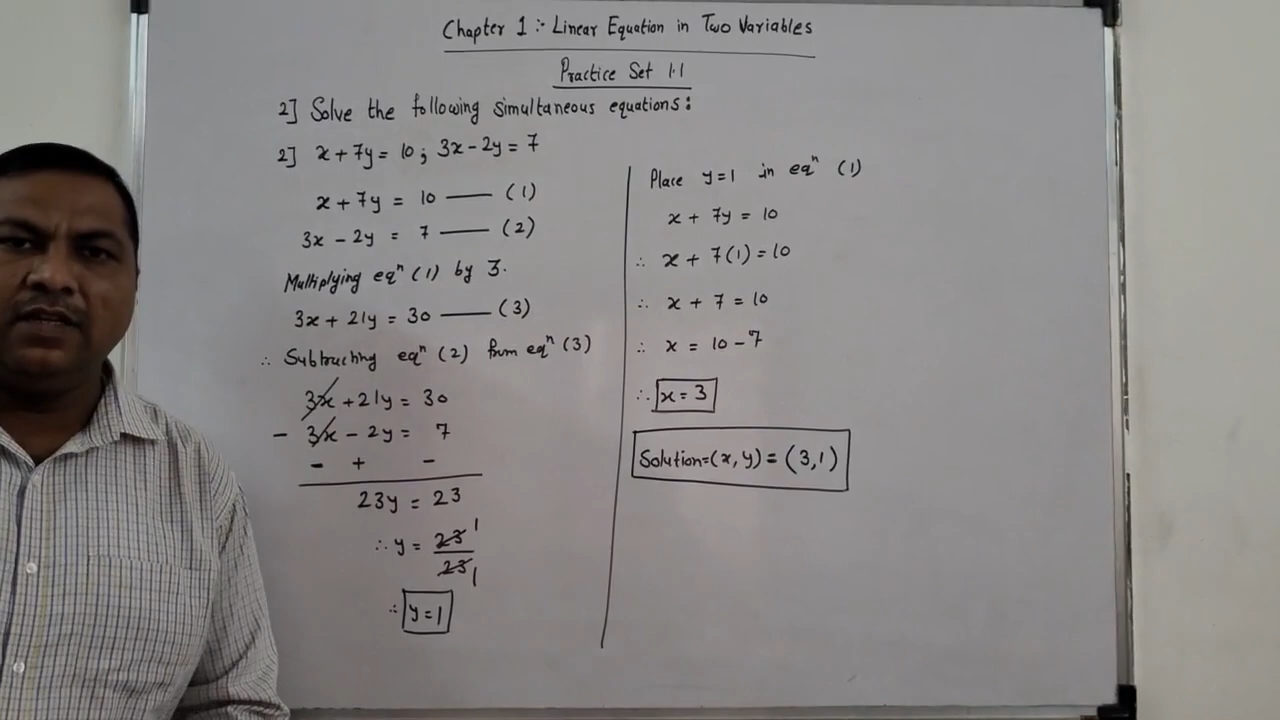 Chapter 1 :- Linear Equation in Two Variables
Practice Set 1.1
2] Solve the following simultaneous equations:
2] x + 7y = 10 ; 3x - 2y = 7
x + 7y = 10 —— (1)
3x - 2y = 7 —— (2)
Multiplying eqⁿ (1) by 3.
3x + 21y = 30 —— (3)
∴ Subtracting eqⁿ (2) from eqⁿ (3)
3x + 21y = 30
- 3x - 2y = 7
- + -
23y = 23
∴ y = 23/23 1 1
∴ y = 1
Place y = 1 in eqⁿ (1)
x + 7y = 10
∴ x + 7(1) = 10
∴ x + 7 = 10
∴ x = 10 - 7
∴ x = 3
Solution = (x, y) = (3, 1)